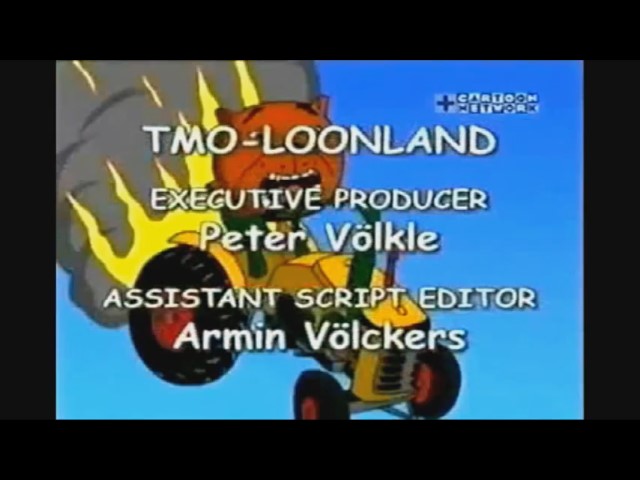 CARTOON
NETWORK
TMO-LOONLAND
EXECUTIVE PRODUCER
Peter Völkle
ASSISTANT SCRIPT EDITOR
Armin Völckers